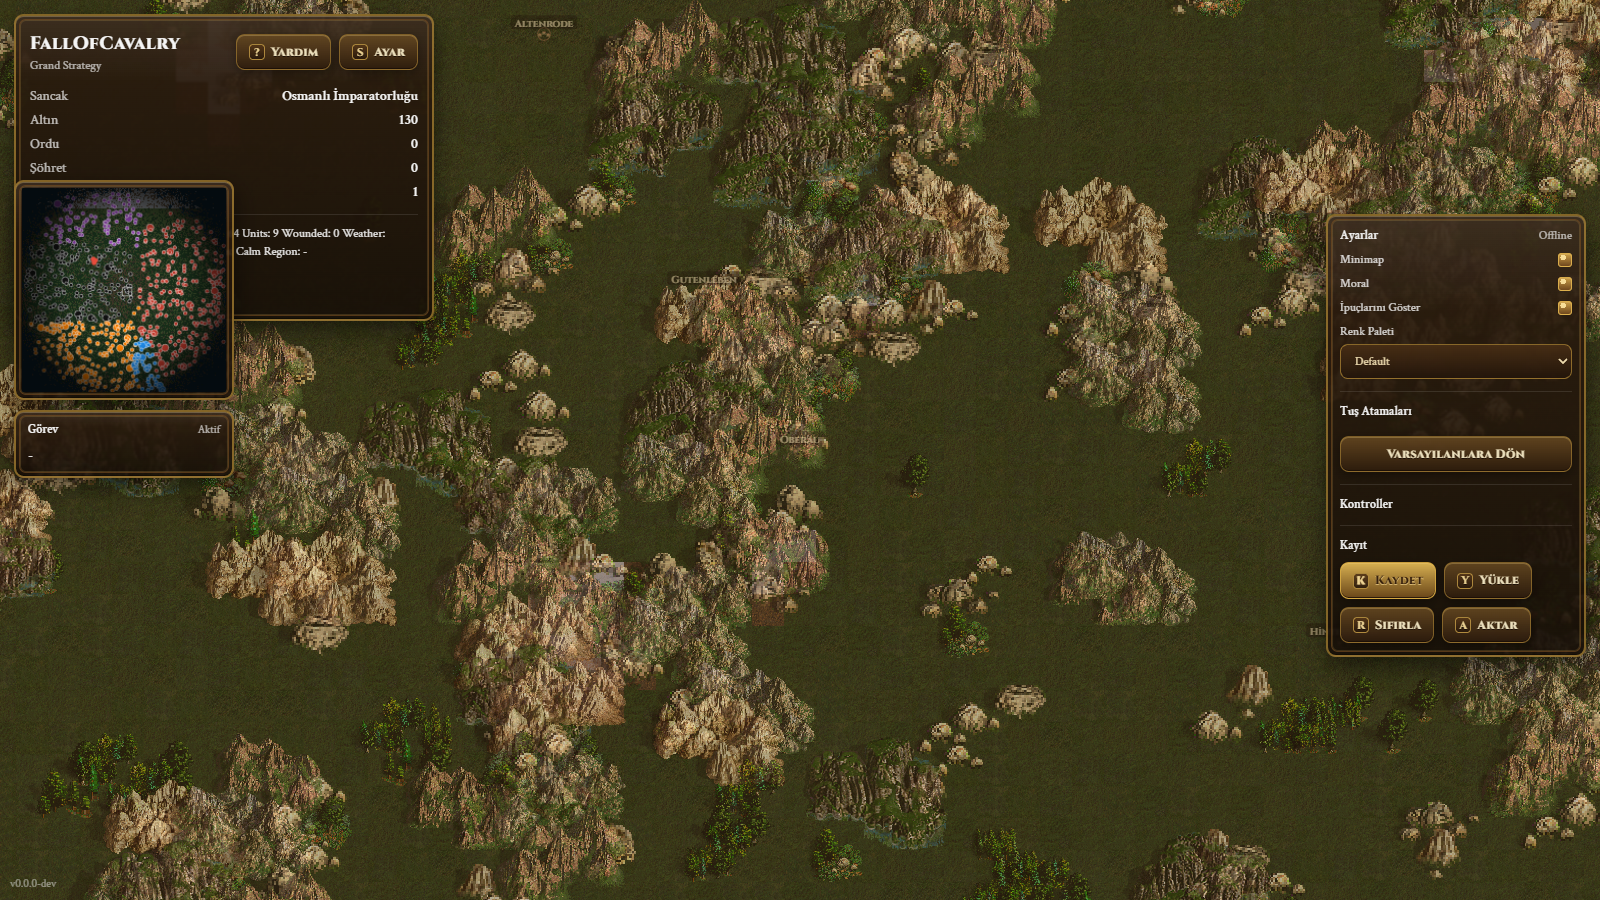 FallOfCavalry
Grand Strategy
? Yardım
S Ayar
Sancak Osmanlı İmparatorluğu
Altın 130
Ordu 0
Şöhret 0
1
4 Units: 9 Wounded: 0 Weather:
Calm Region: -
Görev Aktif
-
Altenrode
Gutenleben
Ayarlar Offline
Minimap
Moral
İpuçlarını Göster
Renk Paleti
Default
Tuş Atamaları
Varsayılanlara Dön
Kontroller
Kayıt
K Kaydet
Y Yükle
R Sıfırla
A Aktar
v0.0.0-dev